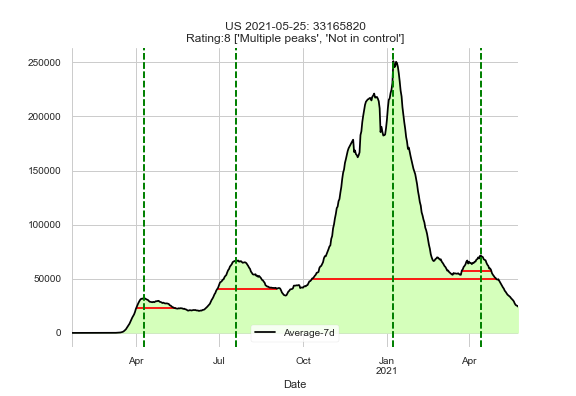 US 2021-05-25: 33165820
Rating:8 ['Multiple peaks', 'Not in control']
250000
200000
150000
100000
50000
0
Average-7d
Apr
Jul
Oct
Jan
2021
Apr
Date